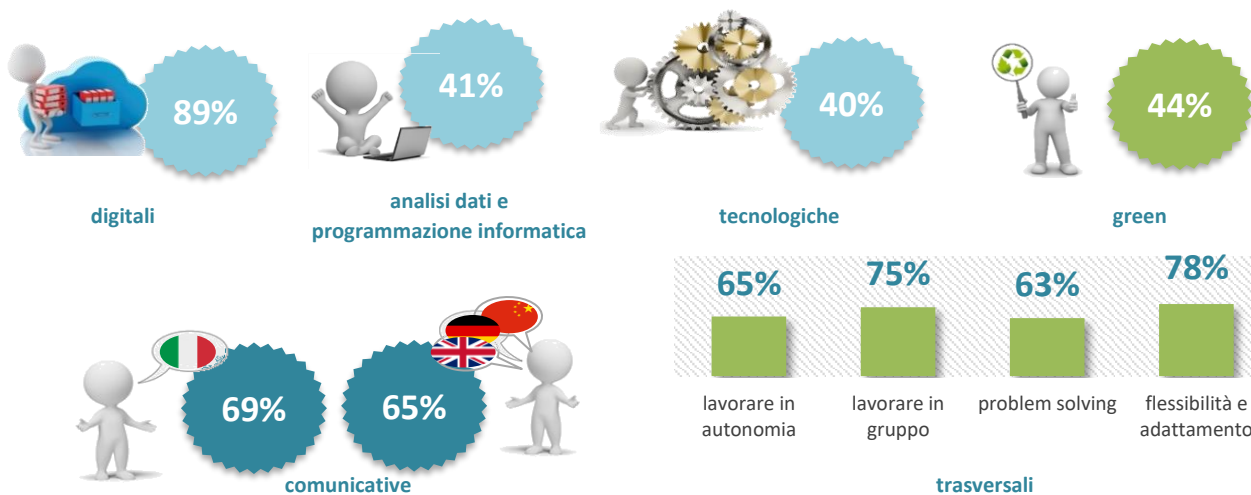 89%
41%
40%
44%
digitali
analisi dati e
programmazione informatica
tecnologiche
green
69%
65%
comunicative
65%
75%
63%
78%
lavorare in
autonomia
lavorare in
gruppo
problem solving
flessibilità e
adattamento
trasversali